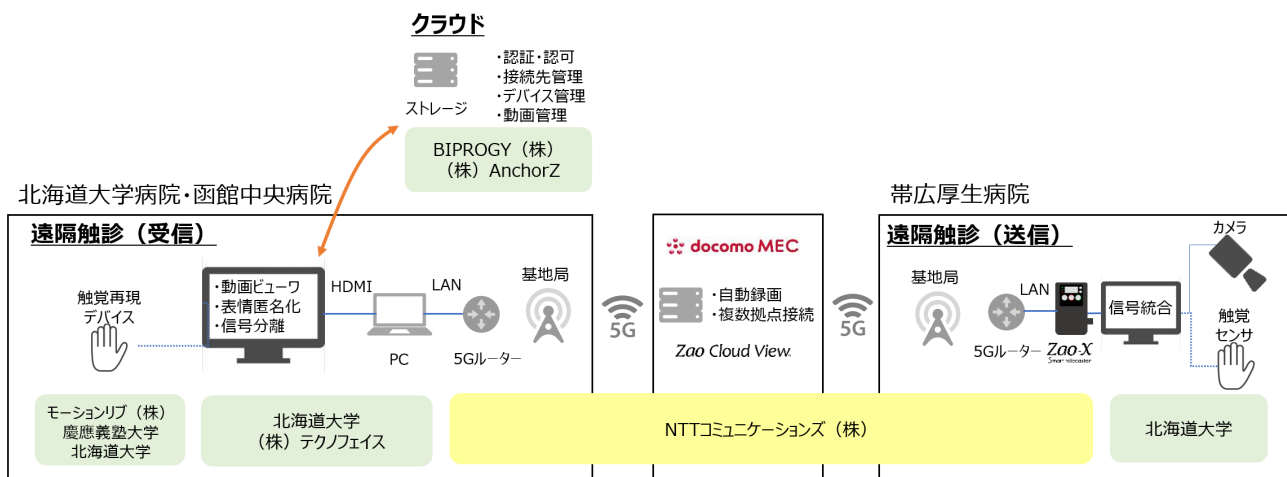 クラウド
ストレージ
・認証・認可
・接続先管理
・デバイス管理
・動画管理
BIPROGY（株）
（株）AnchorZ
北海道大学病院・函館中央病院
遠隔触診（受信）
触覚再現
デバイス
・動画ビューワ
・表情匿名化
・信号分離
HDMI
PC
LAN
5Gルーター
基地局
モーションリブ（株）
慶應義塾大学
北海道大学
北海道大学
（株）テクノフェイス
5G
docomo MEC
・自動録画
・複数拠点接続
Zao Cloud View.
5G
NTTコミュニケーションズ（株）
帯広厚生病院
遠隔触診（送信）
基地局
LAN
5Gルーター
Zao-X
Smart telecaster
信号統合
カメラ
触覚
センサ
北海道大学